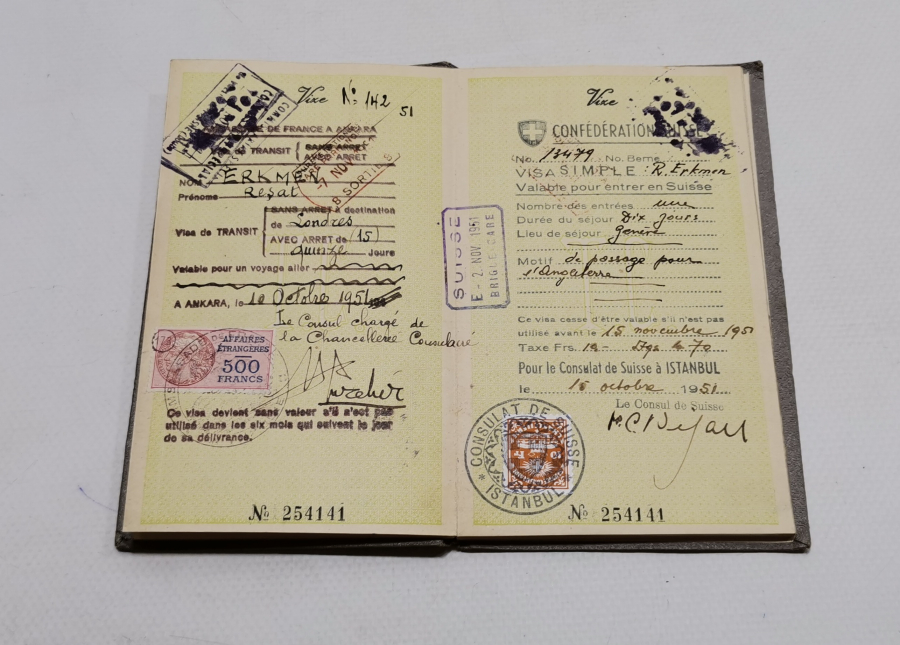 Vize № 142
51
DE FRANCE A ANKARA
DE TRANSIT SANS ARRET
AVEC ARRET
-7 NOV
SORTIE
NOM ERKMEN
Prénoms Reşat
Visa de TRANSIT
SANS ARRET à destination
de Londres
AVEC ARRET de (15)
quinze Jours
Valable pour un voyage aller
A ANKARA, le 10 Octobre 1951
Le Consul chargé de
la Chancellerie Consulaire
AFFAIRES
ÉTRANGÈRES
500
FRANCS
Ce visa devient sans valeur s'il n'est pas
utilisé dans les six mois qui suivent le jour
de sa délivrance.
№ 254141
SUISSE
E - 2. NOV. 1951
BRIGUE GARE
Vize
CONFÉDÉRATION SUISSE
No. 13479 No. Berne
VISA SIMPLE R. Erkmen
Valable pour entrer en Suisse
Nombre des entrées une
Durée du séjour Dix jours
Lieu de séjour Genève
Motif de passage pour
l'Angleterre
Ce visa cesse d'être valable s'il n'est pas
utilisé avant le 15 novembre 1951
Taxe Frs.
Pour le Consulat de Suisse à ISTANBUL
le 16 octobre 1951
Le Consul de Suisse
CONSULAT DE SUISSE
* ISTANBUL *
№ 254141